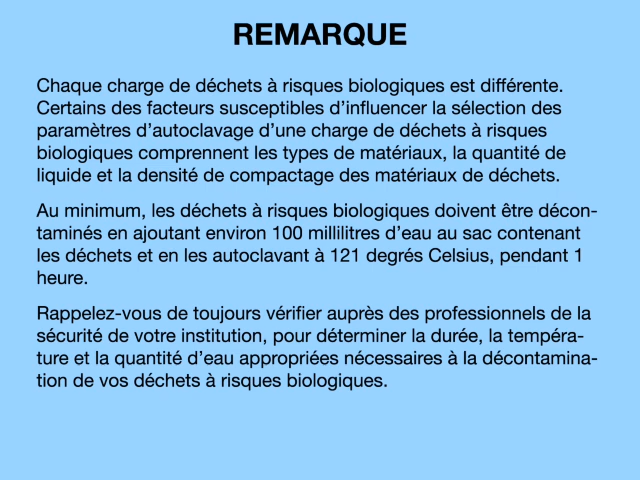 REMARQUE
Chaque charge de déchets à risques biologiques est différente.
Certains des facteurs susceptibles d’influencer la sélection des
paramètres d’autoclavage d’une charge de déchets à risques
biologiques comprennent les types de matériaux, la quantité de
liquide et la densité de compactage des matériaux de déchets.
Au minimum, les déchets à risques biologiques doivent être décon-
taminés en ajoutant environ 100 millilitres d’eau au sac contenant
les déchets et en les autoclavant à 121 degrés Celsius, pendant 1
heure.
Rappelez-vous de toujours vérifier auprès des professionnels de la
sécurité de votre institution, pour déterminer la durée, la tempéra-
ture et la quantité d’eau appropriées nécessaires à la décontamina-
tion de vos déchets à risques biologiques.